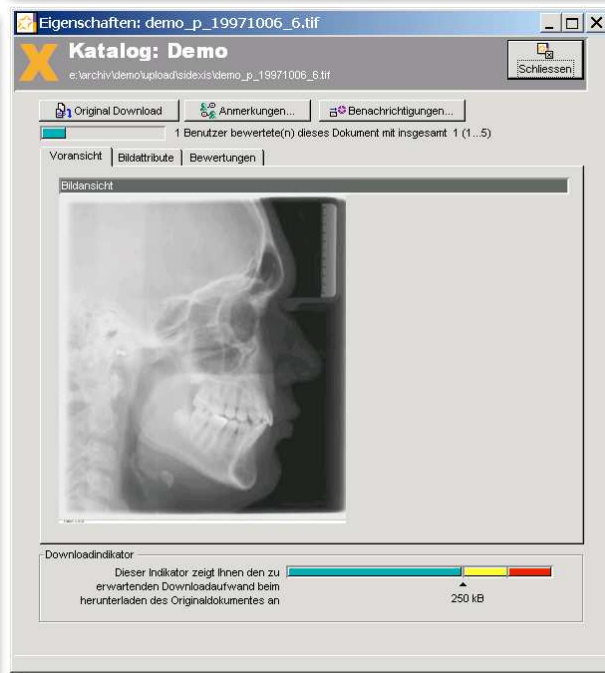 Eigenschaften: demo_p_19971006_6.tif
Katalog: Demo
e:\archiv\demo\upload\sidexis\demo_p_19971006_6.tif
Schliessen
Original Download
Anmerkungen...
Benachrichtigungen...
1 Benutzer bewertete(n) dieses Dokument mit insgesamt 1 (1...5)
Voransicht
Bildattribute
Bewertungen
Bildansicht
Downloadindikator
Dieser Indikator zeigt Ihnen den zu
erwartenden Downloadaufwand beim
herunterladen des Originaldokumentes an
250 kB